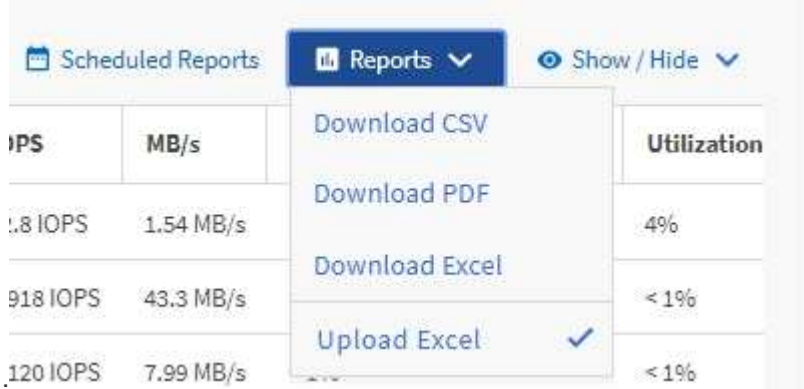 Scheduled Reports Reports Show / Hide
MB/s Utilization
Download CSV
Download PDF
.8 IOPS 1.54 MB/s 4%
Download Excel
918 IOPS 43.3 MB/s < 1%
Upload Excel
120 IOPS 7.99 MB/s < 1%